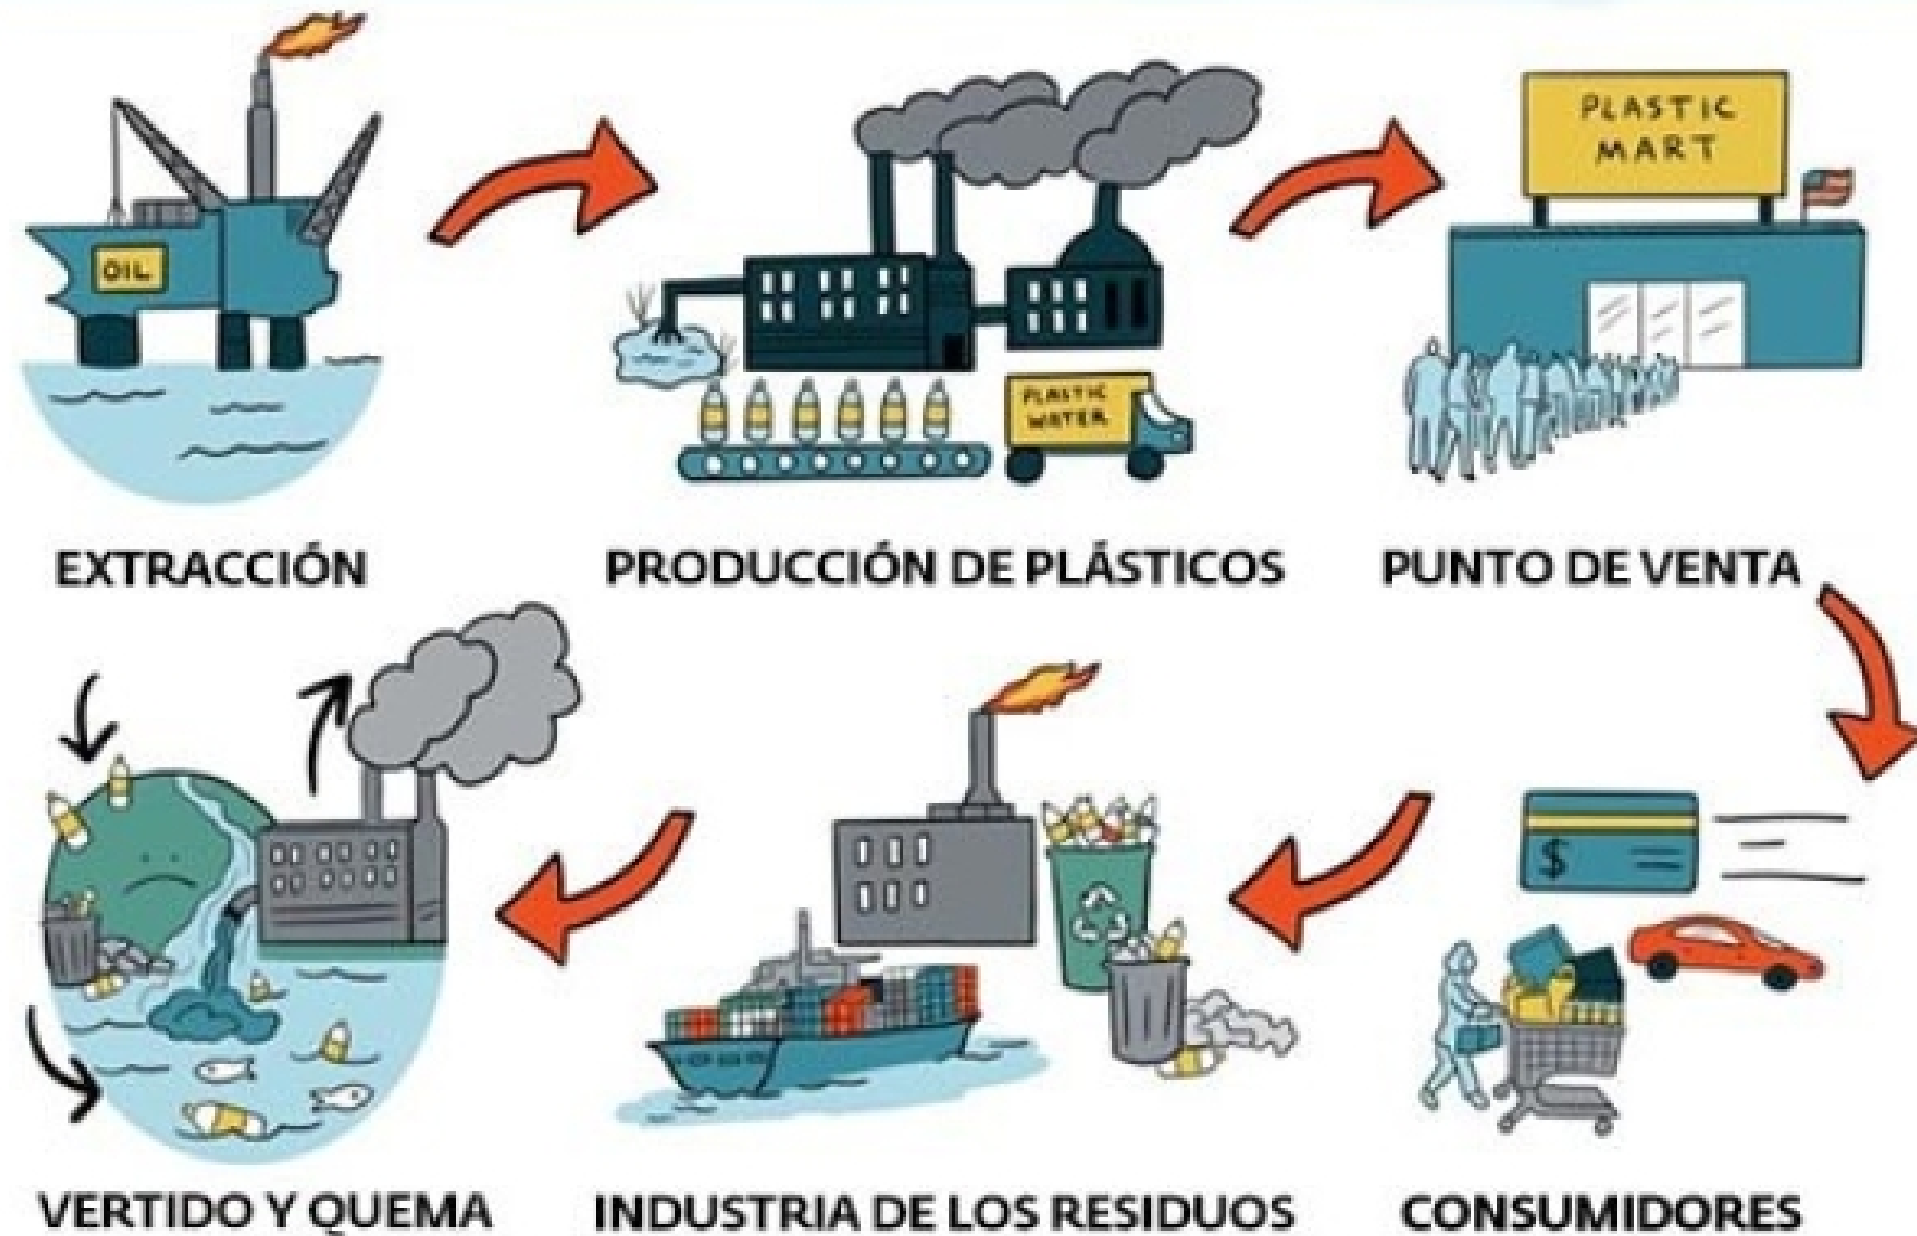 OIL
PLASTIC
WATER
PLASTIC
MART
EXTRACCIÓN
PRODUCCIÓN DE PLÁSTICOS
PUNTO DE VENTA
$
VERTIDO Y QUEMA
INDUSTRIA DE LOS RESIDUOS
CONSUMIDORES